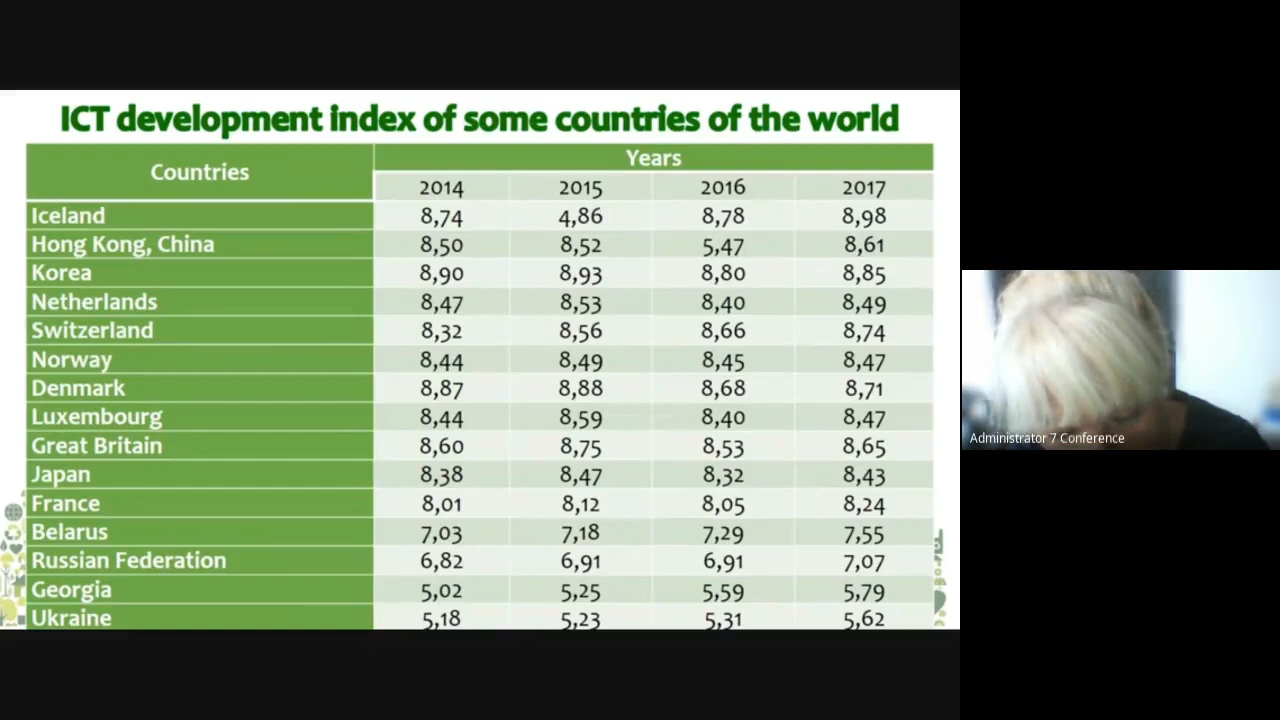 ICT development index of some countries of the world
Countries Years
2014 2015 2016 2017
Iceland 8,74 4,86 8,78 8,98
Hong Kong, China 8,50 8,52 5,47 8,61
Korea 8,90 8,93 8,80 8,85
Netherlands 8,47 8,53 8,40 8,49
Switzerland 8,32 8,56 8,66 8,74
Norway 8,44 8,49 8,45 8,47
Denmark 8,87 8,88 8,68 8,71
Luxembourg 8,44 8,59 8,40 8,47
Great Britain 8,60 8,75 8,53 8,65
Japan 8,38 8,47 8,32 8,43
France 8,01 8,12 8,05 8,24
Belarus 7,03 7,18 7,29 7,55
Russian Federation 6,82 6,91 6,91 7,07
Georgia 5,02 5,25 5,59 5,79
Ukraine 5,18 5,23 5,31 5,62
Administrator 7 Conference